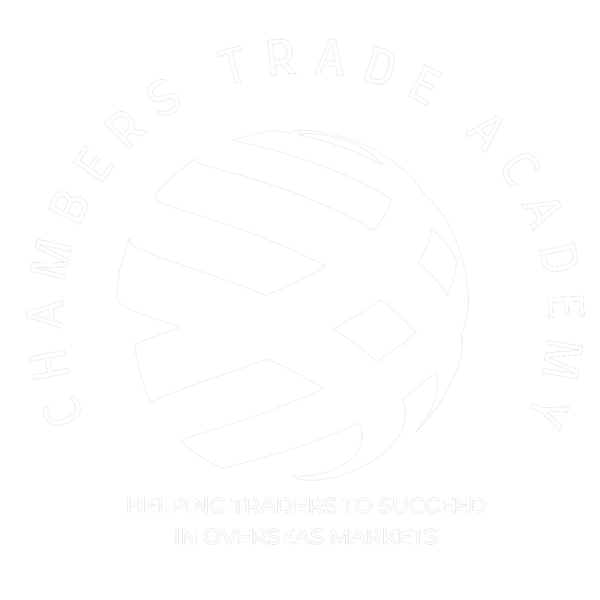 CHAMBERS TRADE ACADEMY
HELPING TRADERS TO SUCCEED
IN OVERSEAS MARKETS